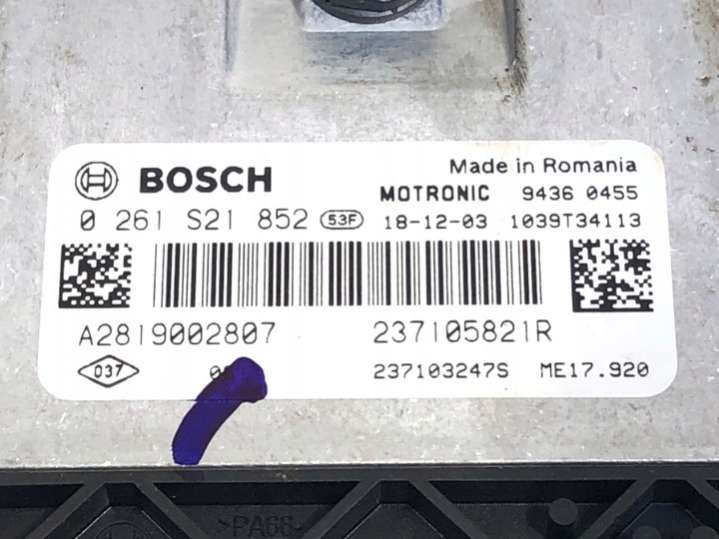 BOSCH Made in Romania
MOTRONIC 9436 0455
0 261 S21 852 53F 18-12-03 1039T34113
A2819002807 237105821R
037 237103247S ME17.920
>PA66-